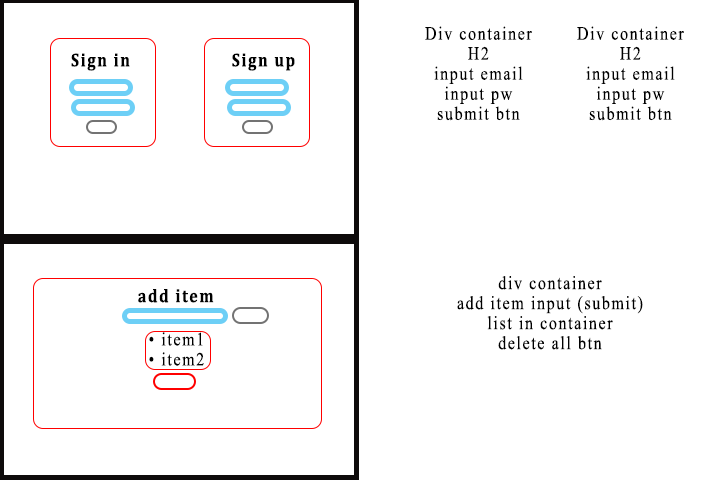 Sign in
Sign up
Div container
H2
input email
input pw
submit btn
Div container
H2
input email
input pw
submit btn
add item
• item1
• item2
div container
add item input (submit)
list in container
delete all btn